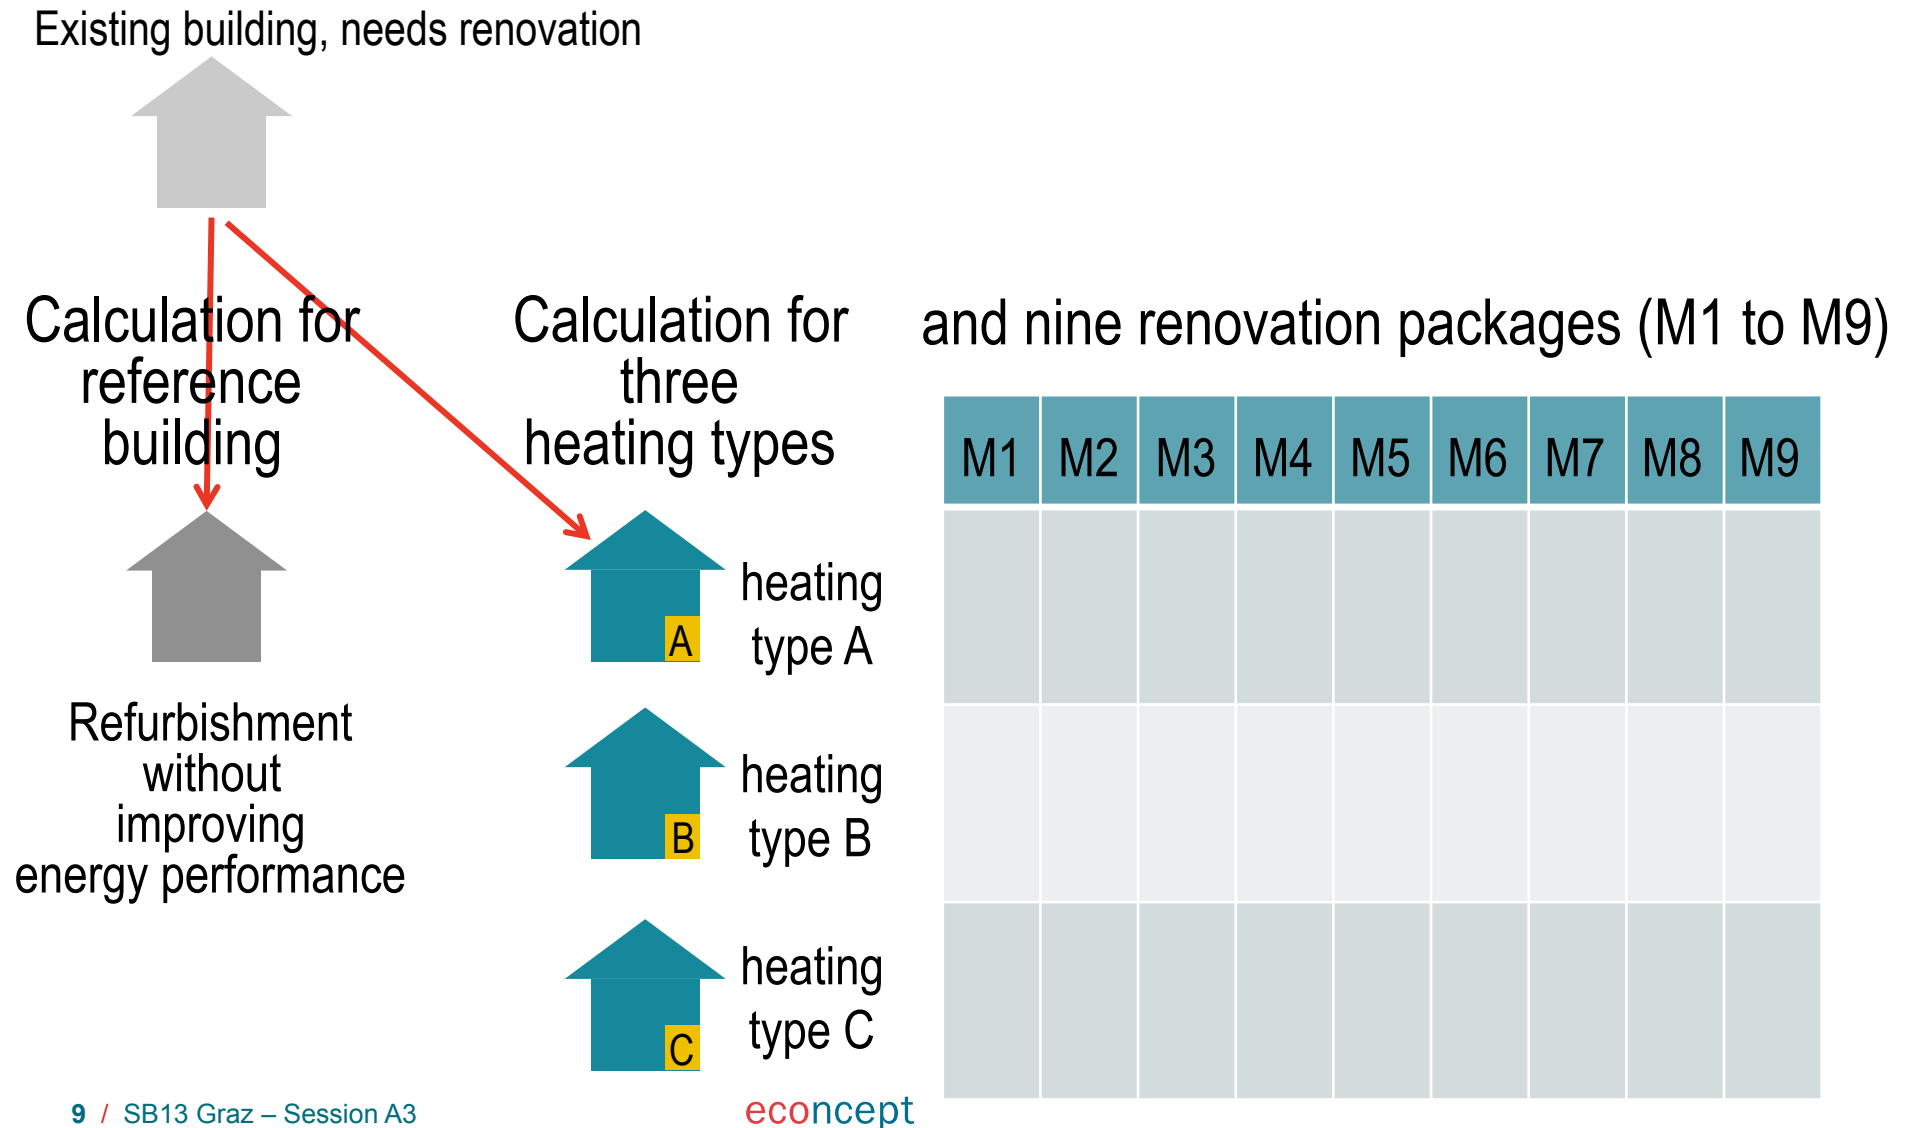 Existing building, needs renovation
Calculation for
reference
building
Refurbishment
without
improving
energy performance
Calculation for
three
heating types
A
heating
type A
B
heating
type B
C
heating
type C
and nine renovation packages (M1 to M9)
M1 M2 M3 M4 M5 M6 M7 M8 M9
9 / SB13 Graz – Session A3
econcept